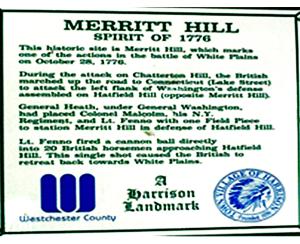 MERRITT HILL
SPIRIT OF 1776
This historic site is Merritt Hill, which marks
one of the actions in the battle of White Plains
on October 28, 1776.
During the attack on Chatterton Hill, the British
marched up the road to Connecticut (Lake Street)
to attack the left flank of Washington's defense
assembled on Hatfield Hill (opposite Merritt Hill).
General Heath, under General Washington,
had placed Colonel Malcolm, his N.Y.
Regiment, and Lt. Fenno with one Field Piece
to station Merritt Hill in defense of Hatfield Hill.
Lt. Fenno fired a cannon ball directly
into 20 British horsemen approaching Hatfield
Hill. This single shot caused the British to
retreat back towards White Plains.
Westchester County
A
Harrison
Landmark
TOWN VILLAGE OF HARRISON